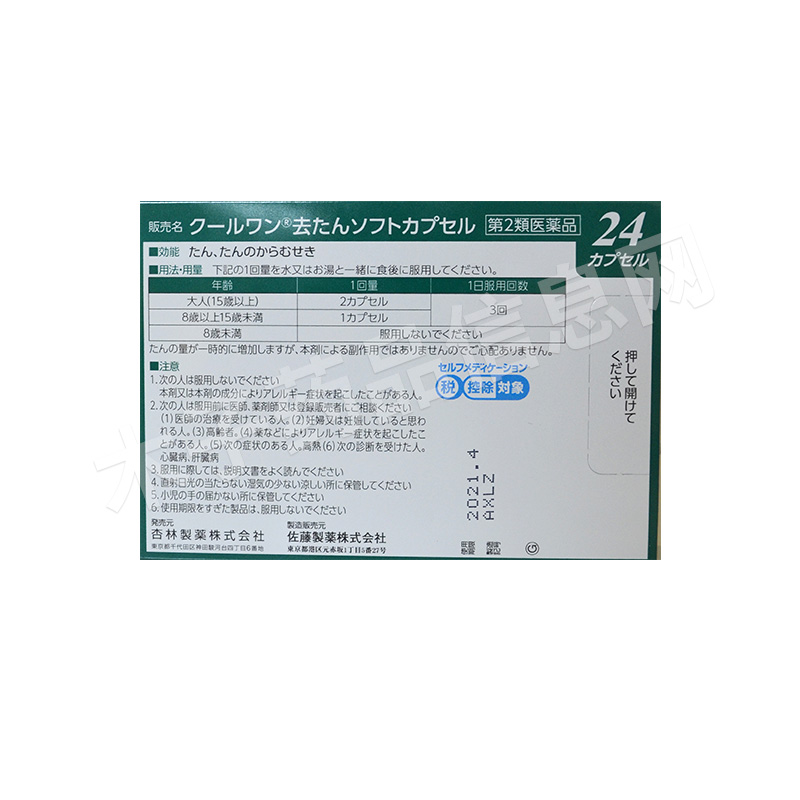 販売名 クールワン®去たんソフトカプセル 第2類医薬品
24
カプセル
■効能 たん、たんのからむせき
■用法・用量 下記の1回量を水又はお湯と一緒に食後に服用してください。
年齢 1回量 1日服用回数
大人(15歳以上) 2カプセル 3回
8歳以上15歳未満 1カプセル
8歳未満 服用しないでください
たんの量が一時的に増加しますが、本剤による副作用ではありませんのでご心配ありません。
■注意
1. 次の人は服用しないでください
本剤又は本剤の成分によりアレルギー症状を起こしたことがある人。
2. 次の人は服用前に医師、薬剤師又は登録販売者にご相談ください
(1)医師の治療を受けている人。(2)妊婦又は妊娠していると思わ
れる人。(3)高齢者。(4)薬などによりアレルギー症状を起こしたこ
とがある人。(5)次の症状のある人。高熱(6)次の診断を受けた人。
心臓病、肝臓病
3. 服用に際しては、説明文書をよく読んでください
4. 直射日光の当たらない湿気の少ない涼しい所に保管してください
5. 小児の手の届かない所に保管してください
6. 使用期限をすぎた製品は、服用しないでください
発売元
杏林製薬株式会社
東京都千代田区神田駿河台四丁目6番地
製造販売元
佐藤製薬株式会社
東京都港区元赤坂1丁目5番27号
セルフメディケーション
税 控除 対象
2021.4
AXLZ
使用期限
製造番号
G
押して開けて
ください
药品信息网